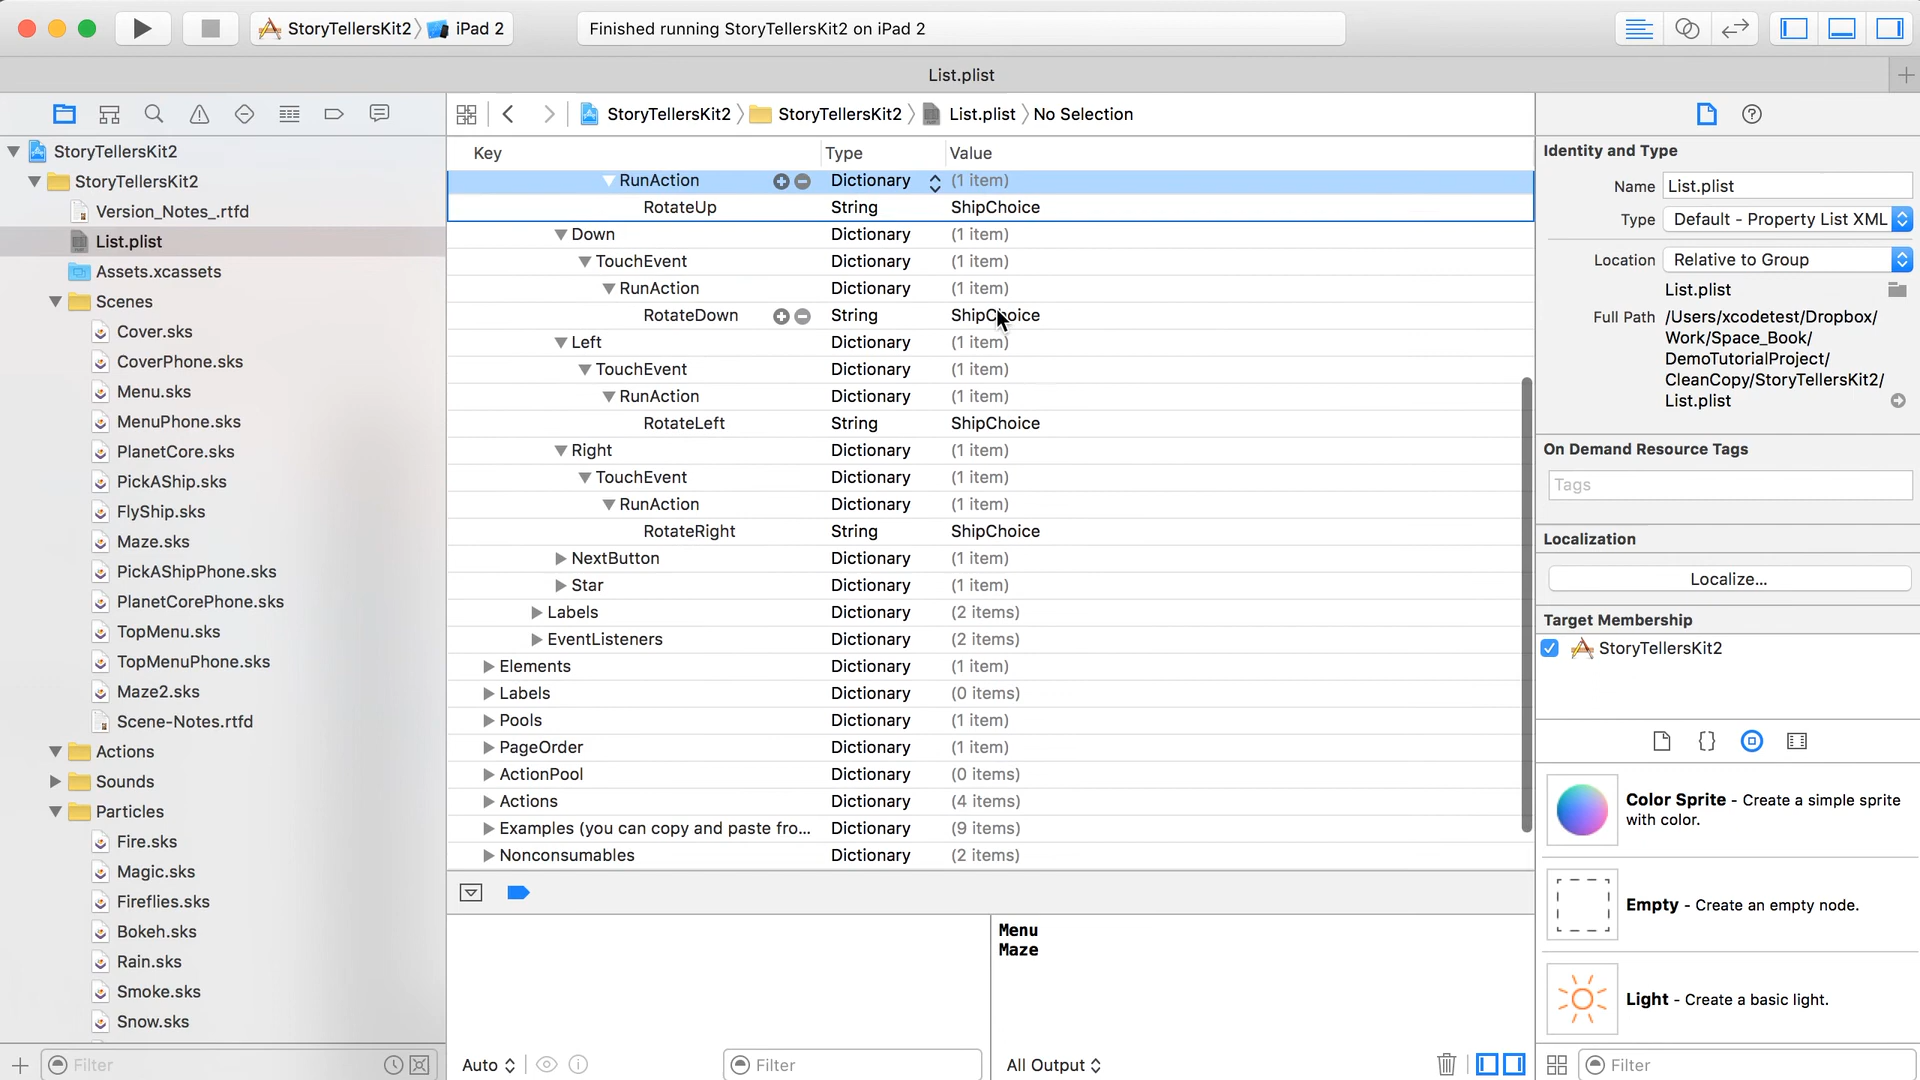 StoryTellersKit2 iPad 2 Finished running StoryTellersKit2 on iPad 2
List.plist
StoryTellersKit2 StoryTellersKit2 List.plist No Selection
StoryTellersKit2
StoryTellersKit2
Version_Notes_.rtfd
List.plist
Assets.xcassets
Scenes
Cover.sks
CoverPhone.sks
Menu.sks
MenuPhone.sks
PlanetCore.sks
PickAShip.sks
FlyShip.sks
Maze.sks
PickAShipPhone.sks
PlanetCorePhone.sks
TopMenu.sks
TopMenuPhone.sks
Maze2.sks
Scene-Notes.rtfd
Actions
Sounds
Particles
Fire.sks
Magic.sks
Fireflies.sks
Bokeh.sks
Rain.sks
Smoke.sks
Snow.sks
Filter
Key Type Value
RunAction Dictionary (1 item)
RotateUp String ShipChoice
Down Dictionary (1 item)
TouchEvent Dictionary (1 item)
RunAction Dictionary (1 item)
RotateDown String ShipChoice
Left Dictionary (1 item)
TouchEvent Dictionary (1 item)
RunAction Dictionary (1 item)
RotateLeft String ShipChoice
Right Dictionary (1 item)
TouchEvent Dictionary (1 item)
RunAction Dictionary (1 item)
RotateRight String ShipChoice
NextButton Dictionary (1 item)
Star Dictionary (1 item)
Labels Dictionary (2 items)
EventListeners Dictionary (2 items)
Elements Dictionary (1 item)
Labels Dictionary (0 items)
Pools Dictionary (1 item)
PageOrder Dictionary (1 item)
ActionPool Dictionary (0 items)
Actions Dictionary (4 items)
Examples (you can copy and paste fro... Dictionary (9 items)
Nonconsumables Dictionary (2 items)
Menu
Maze
Auto Filter All Output
Identity and Type
Name List.plist
Type Default - Property List XML
Location Relative to Group
List.plist
Full Path /Users/xcodetest/Dropbox/
Work/Space_Book/
DemoTutorialProject/
CleanCopy/StoryTellersKit2/
List.plist
On Demand Resource Tags
Tags
Localization
Localize...
Target Membership
StoryTellersKit2
Color Sprite - Create a simple sprite
with color.
Empty - Create an empty node.
Light - Create a basic light.
Filter